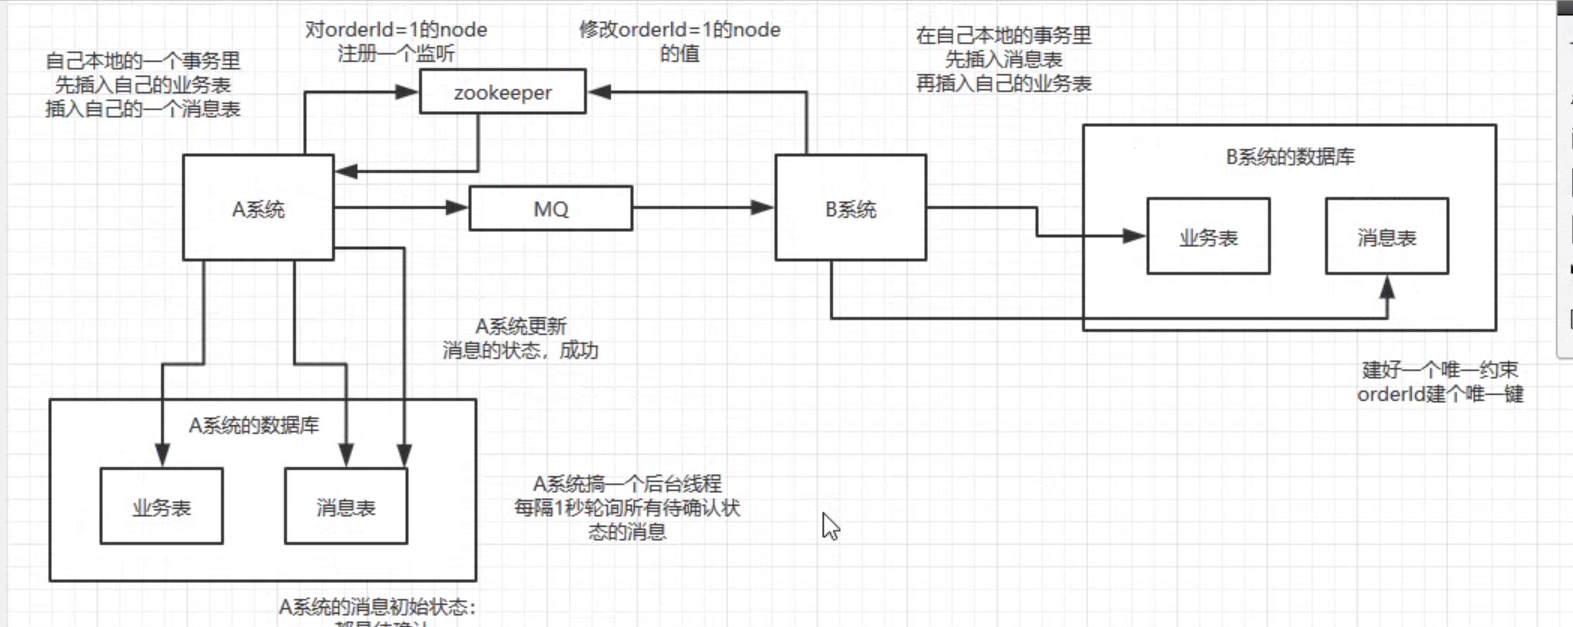 对orderId=1的node
注册一个监听
修改orderId=1的node
的值
自己本地的一个事务里
先插入自己的业务表
插入自己的一个消息表
在自己本地的事务里
先插入消息表
再插入自己的业务表
zookeeper
A系统
MQ
B系统
B系统的数据库
业务表
消息表
A系统更新
消息的状态，成功
建好一个唯一约束
orderId建个唯一键
A系统的数据库
业务表
消息表
A系统搞一个后台线程
每隔1秒轮询所有待确认状
态的消息
A系统的消息初始状态：
都是待确认